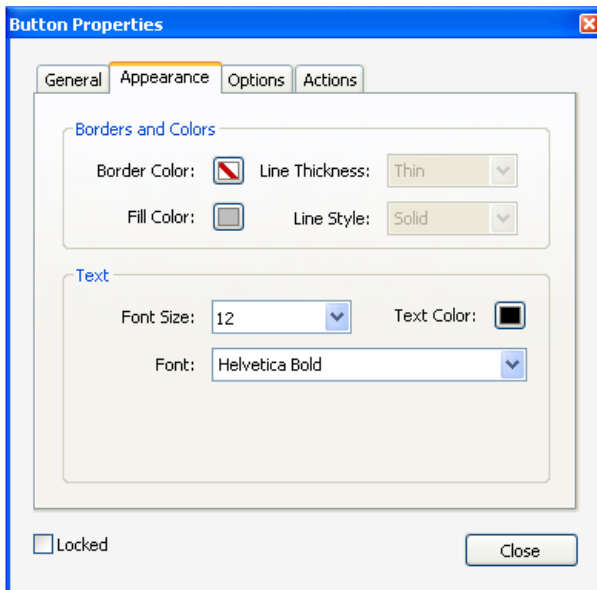 Button Properties
General Appearance Options Actions
Borders and Colors
Border Color: Line Thickness: Thin
Fill Color: Line Style: Solid
Text
Font Size: 12 Text Color:
Font: Helvetica Bold
Locked Close